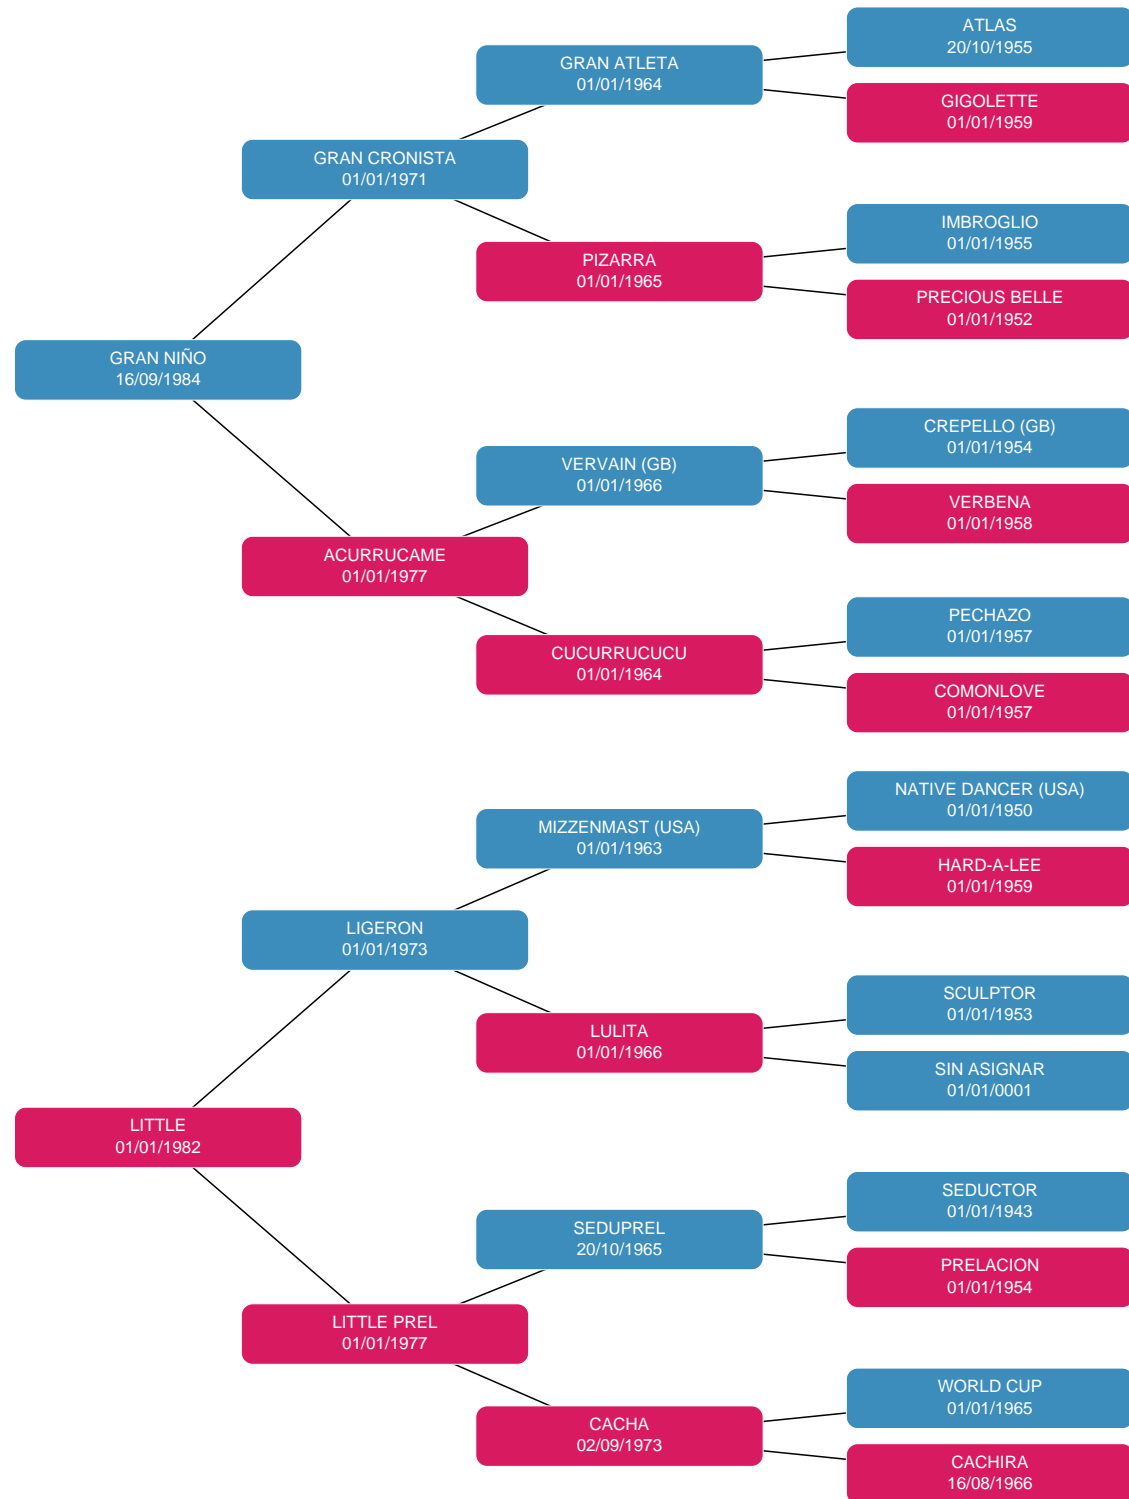 ATLAS
20/10/1955
GRAN ATLETA
01/01/1964
GIGOLETTE
01/01/1959
GRAN CRONISTA
01/01/1971
IMBROGLIO
01/01/1955
PIZARRA
01/01/1965
PRECIOUS BELLE
01/01/1952
GRAN NIÑO
16/09/1984
CREPELLO (GB)
01/01/1954
VERVAIN (GB)
01/01/1966
VERBENA
01/01/1958
ACURRUCAME
01/01/1977
PECHAZO
01/01/1957
CUCURRUCUCU
01/01/1964
COMONLOVE
01/01/1957
NATIVE DANCER (USA)
01/01/1950
MIZZENMAST (USA)
01/01/1963
HARD-A-LEE
01/01/1959
LIGERON
01/01/1973
SCULPTOR
01/01/1953
LULITA
01/01/1966
SIN ASIGNAR
01/01/0001
LITTLE
01/01/1982
SEDUCTOR
01/01/1943
SEDUPREL
20/10/1965
PRELACION
01/01/1954
LITTLE PREL
01/01/1977
WORLD CUP
01/01/1965
CACHA
02/09/1973
CACHIRA
16/08/1966